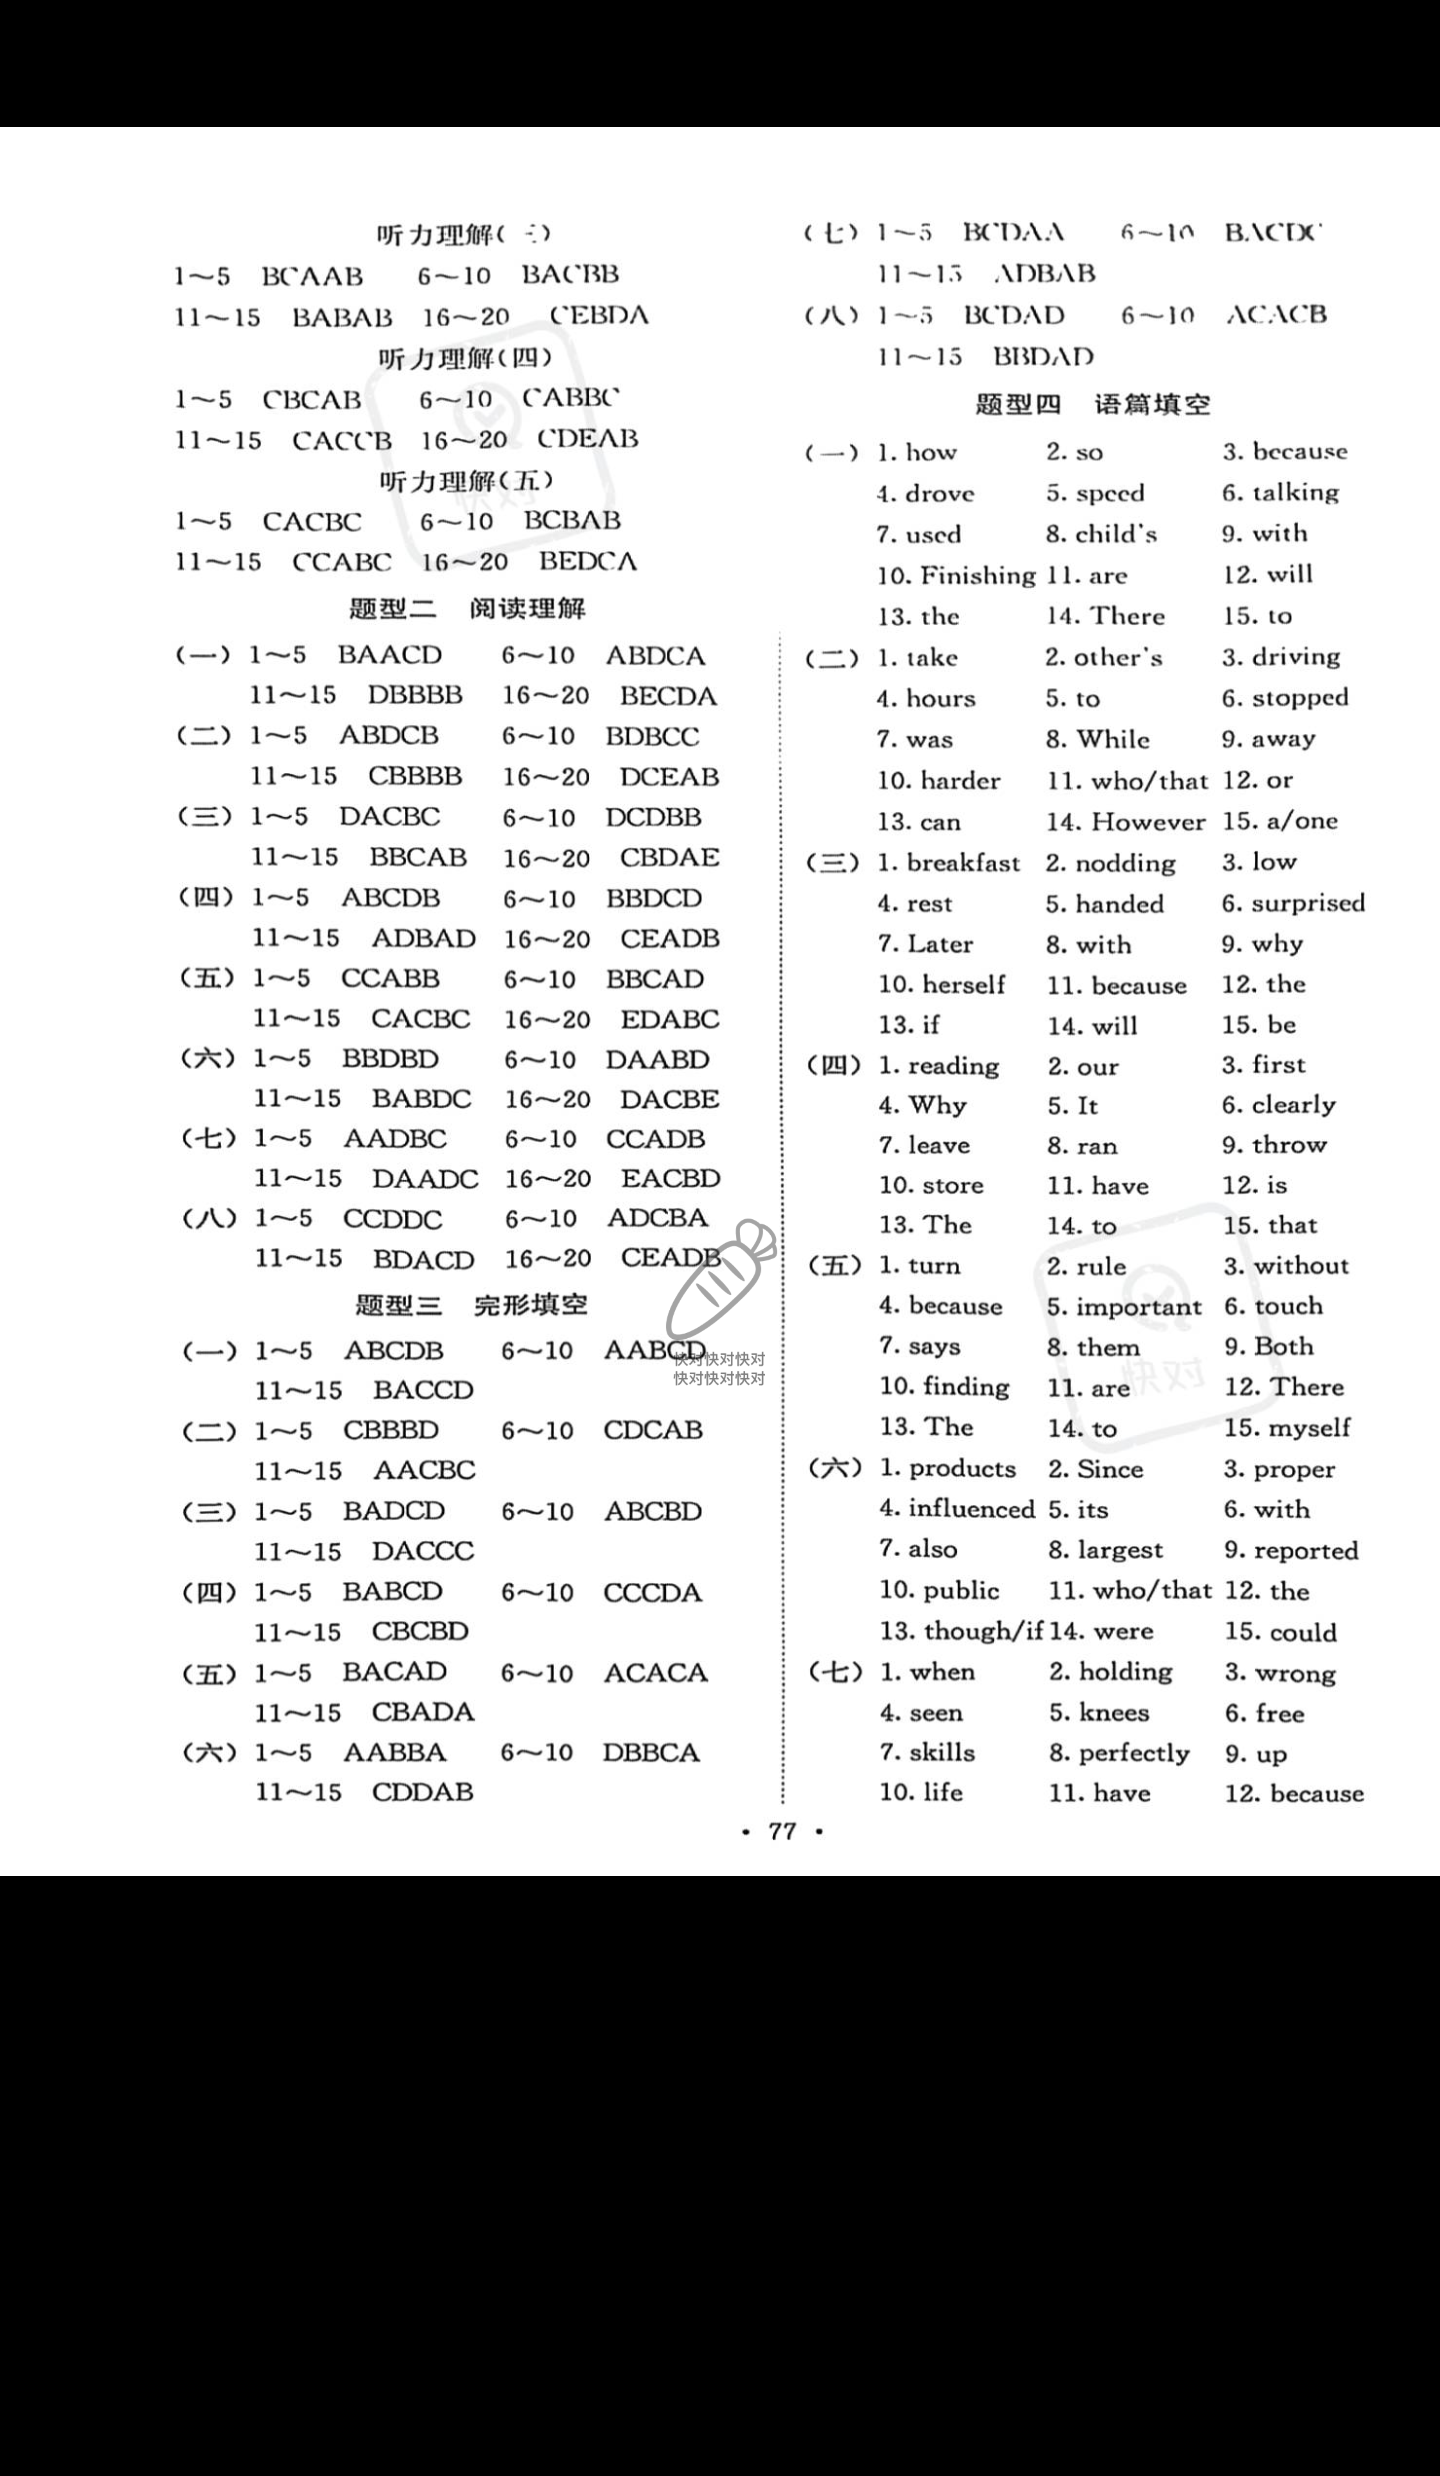 听力理解(三)
1～5 BCAAB 6～10 BACBB
11～15 BABAB 16～20 CEBDA
听力理解(四)
1～5 CBCAB 6～10 CABBC
11～15 CACCB 16～20 CDEAB
听力理解(五)
1～5 CACBC 6～10 BCBAB
11～15 CCABC 16～20 BEDCA
题型二 阅读理解
(一) 1～5 BAACD 6～10 ABDCA
11～15 DBBBB 16～20 BECDA
(二) 1～5 ABDCB 6～10 BDBCC
11～15 CBBBB 16～20 DCEAB
(三) 1～5 DACBC 6～10 DCDBB
11～15 BBCAB 16～20 CBDAE
(四) 1～5 ABCDB 6～10 BBDCD
11～15 ADBAD 16～20 CEADB
(五) 1～5 CCABB 6～10 BBCAD
11～15 CACBC 16～20 EDABC
(六) 1～5 BBDBD 6～10 DAABD
11～15 BABDC 16～20 DACBE
(七) 1～5 AADBC 6～10 CCADB
11～15 DAADC 16～20 EACBD
(八) 1～5 CCDDC 6～10 ADCBA
11～15 BDACD 16～20 CEADB
题型三 完形填空
(一) 1～5 ABCDB 6～10 AABCD
11～15 BACCD
(二) 1～5 CBBBD 6～10 CDCAB
11～15 AACBC
(三) 1～5 BADCD 6～10 ABCBD
11～15 DACCC
(四) 1～5 BABCD 6～10 CCCDA
11～15 CBCBD
(五) 1～5 BACAD 6～10 ACACA
11～15 CBADA
(六) 1～5 AABBA 6～10 DBBCA
11～15 CDDAB
(七) 1～5 BCDAA 6～10 BACDC
11～15 ADBAB
(八) 1～5 BCDAD 6～10 ACACB
11～15 BBDAD
题型四 语篇填空
(一) 1. how 2. so 3. because
4. drove 5. speed 6. talking
7. used 8. child's 9. with
10. Finishing 11. are 12. will
13. the 14. There 15. to
(二) 1. take 2. other's 3. driving
4. hours 5. to 6. stopped
7. was 8. While 9. away
10. harder 11. who/that 12. or
13. can 14. However 15. a/one
(三) 1. breakfast 2. nodding 3. low
4. rest 5. handed 6. surprised
7. Later 8. with 9. why
10. herself 11. because 12. the
13. if 14. will 15. be
(四) 1. reading 2. our 3. first
4. Why 5. It 6. clearly
7. leave 8. ran 9. throw
10. store 11. have 12. is
13. The 14. to 15. that
(五) 1. turn 2. rule 3. without
4. because 5. important 6. touch
7. says 8. them 9. Both
10. finding 11. are 12. There
13. The 14. to 15. myself
(六) 1. products 2. Since 3. proper
4. influenced 5. its 6. with
7. also 8. largest 9. reported
10. public 11. who/that 12. the
13. though/if 14. were 15. could
(七) 1. when 2. holding 3. wrong
4. seen 5. knees 6. free
7. skills 8. perfectly 9. up
10. life 11. have 12. because
• 77 •
快对
快对快对快对
快对快对快对
快对